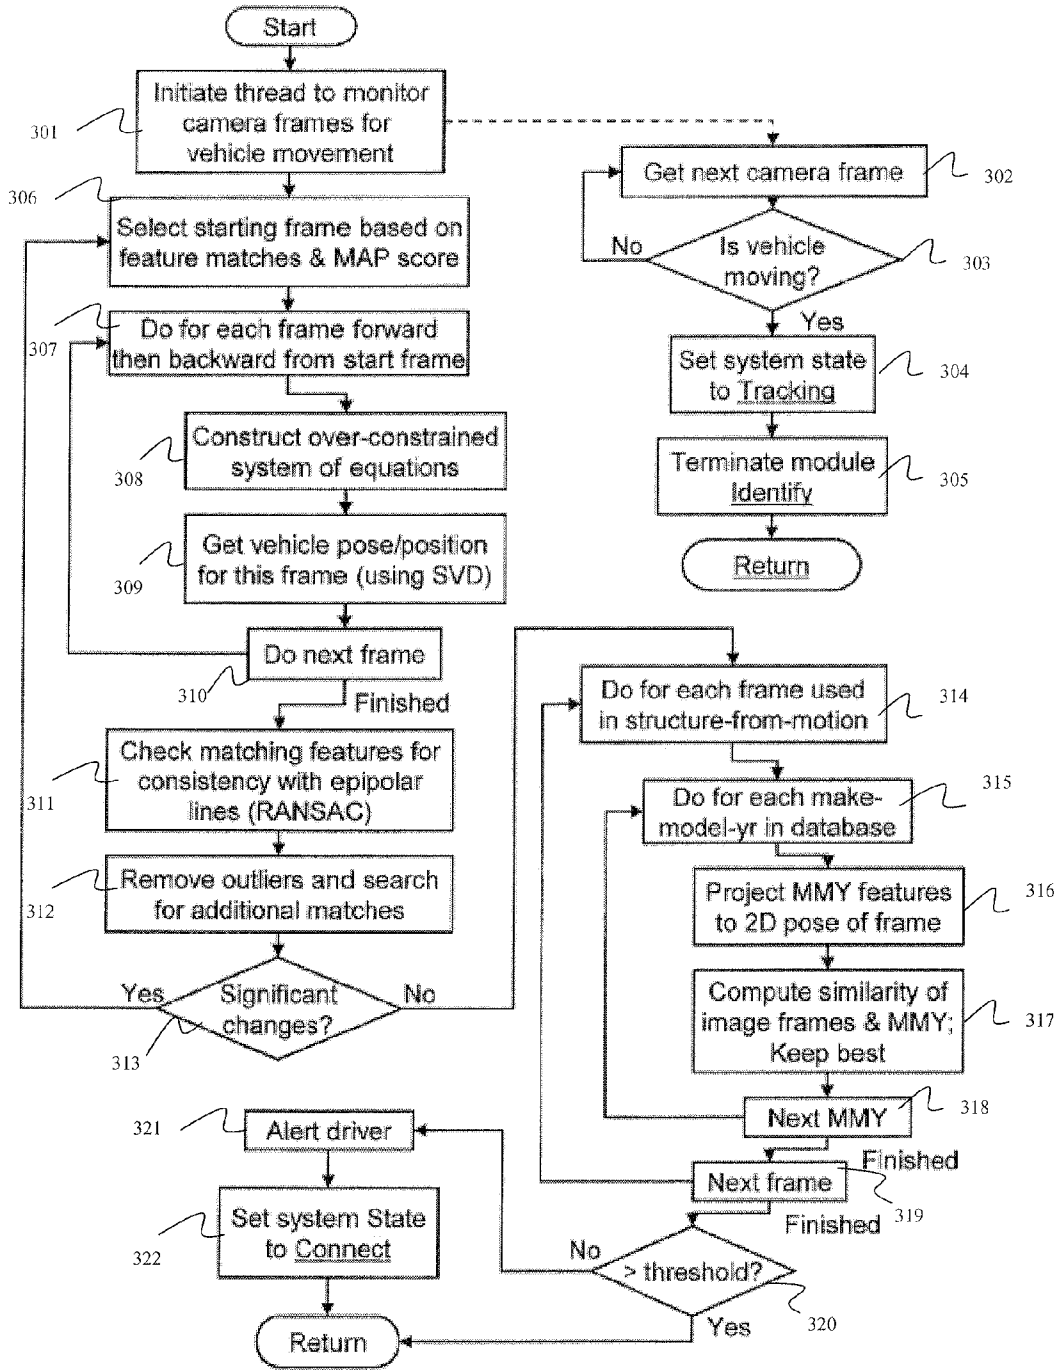 Start
Initiate thread to monitor
camera frames for
vehicle movement
301
Get next camera frame
302
306
Select starting frame based on
feature matches & MAP score
No
Is vehicle
moving?
303
Yes
307
Do for each frame forward
then backward from start frame
Set system state
to Tracking
304
308
Construct over-constrained
system of equations
Terminate module
Identify
305
309
Get vehicle pose/position
for this frame (using SVD)
Return
310
Do next frame
Finished
Do for each frame used
in structure-from-motion
314
311
Check matching features for
consistency with epipolar
lines (RANSAC)
Do for each make-
model-yr in database
315
312
Remove outliers and search
for additional matches
Project MMY features
to 2D pose of frame
316
Yes
Significant
changes?
No
313
Compute similarity of
image frames & MMY;
Keep best
317
Next MMY
318
Finished
Next frame
319
Finished
321
Alert driver
No
> threshold?
320
Yes
322
Set system State
to Connect
Return